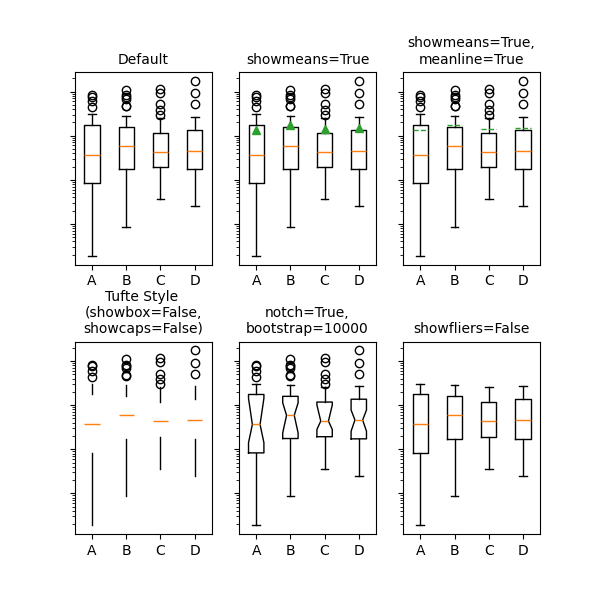 Default
showmeans=True
showmeans=True,
meanline=True
A B C D
A B C D
A B C D
Tufte Style
(showbox=False,
showcaps=False)
notch=True,
bootstrap=10000
showfliers=False
A B C D
A B C D
A B C D